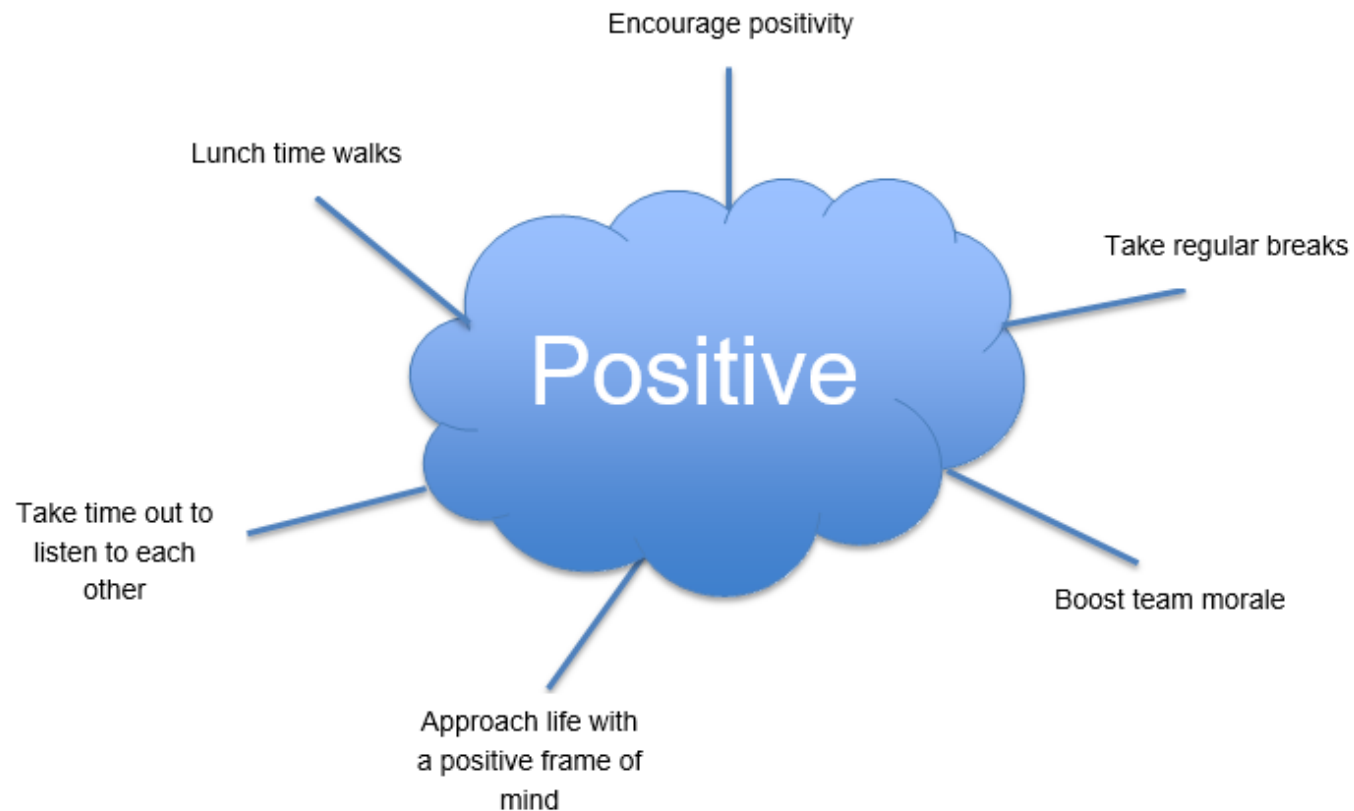 Encourage positivity
Lunch time walks
Take regular breaks
Positive
Take time out to
listen to each
other
Boost team morale
Approach life with
a positive frame of
mind